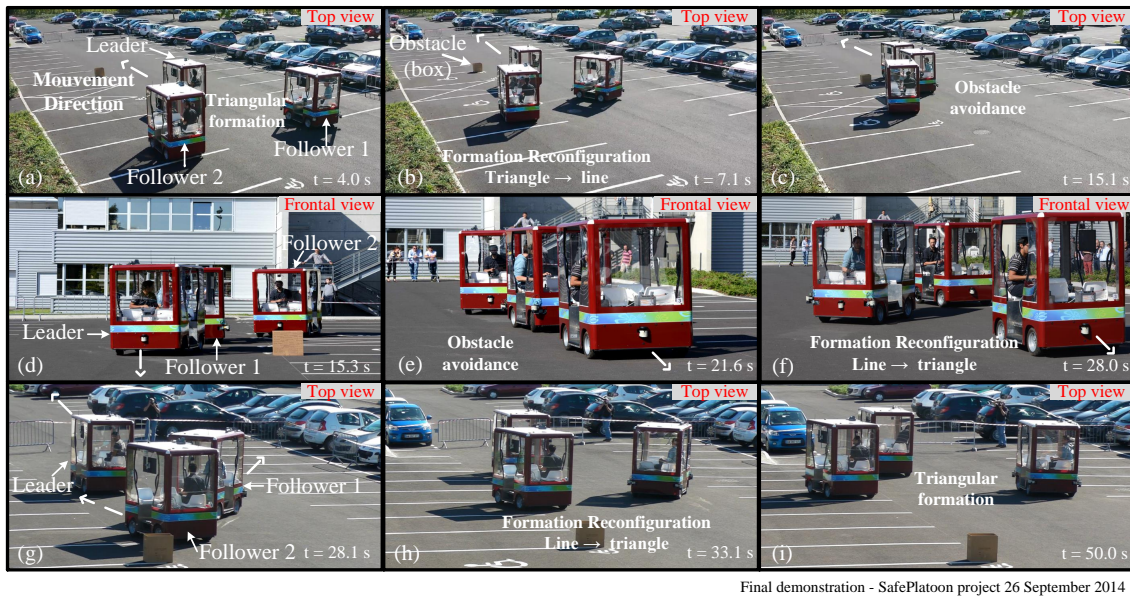 Top view
Leader
Mouvement
Direction
Triangular
formation
Follower 1
Follower 2
(a)
t = 4.0 s
Top view
Obstacle
(box)
Formation Reconfiguration
Triangle → line
(b)
t = 7.1 s
Top view
Obstacle
avoidance
(c)
t = 15.1 s
Frontal view
Follower 2
Leader
Follower 1
(d)
t = 15.3 s
Frontal view
Obstacle
avoidance
(e)
t = 21.6 s
Frontal view
Formation Reconfiguration
Line → triangle
(f)
t = 28.0 s
Top view
Leader
Follower 1
Follower 2
(g)
t = 28.1 s
Top view
Formation Reconfiguration
Line → triangle
(h)
t = 33.1 s
Top view
Triangular
formation
(i)
t = 50.0 s
Final demonstration - SafePlatoon project 26 September 2014